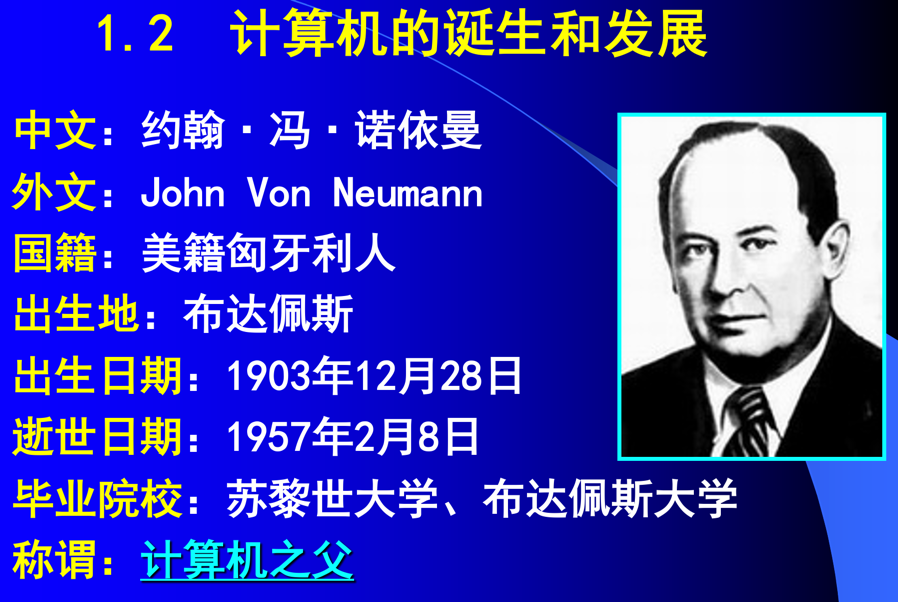 1.2 计算机的诞生和发展
中文：约翰·冯·诺依曼
外文：John Von Neumann
国籍：美籍匈牙利人
出生地：布达佩斯
出生日期：1903年12月28日
逝世日期：1957年2月8日
毕业院校：苏黎世大学、布达佩斯大学
称谓：计算机之父